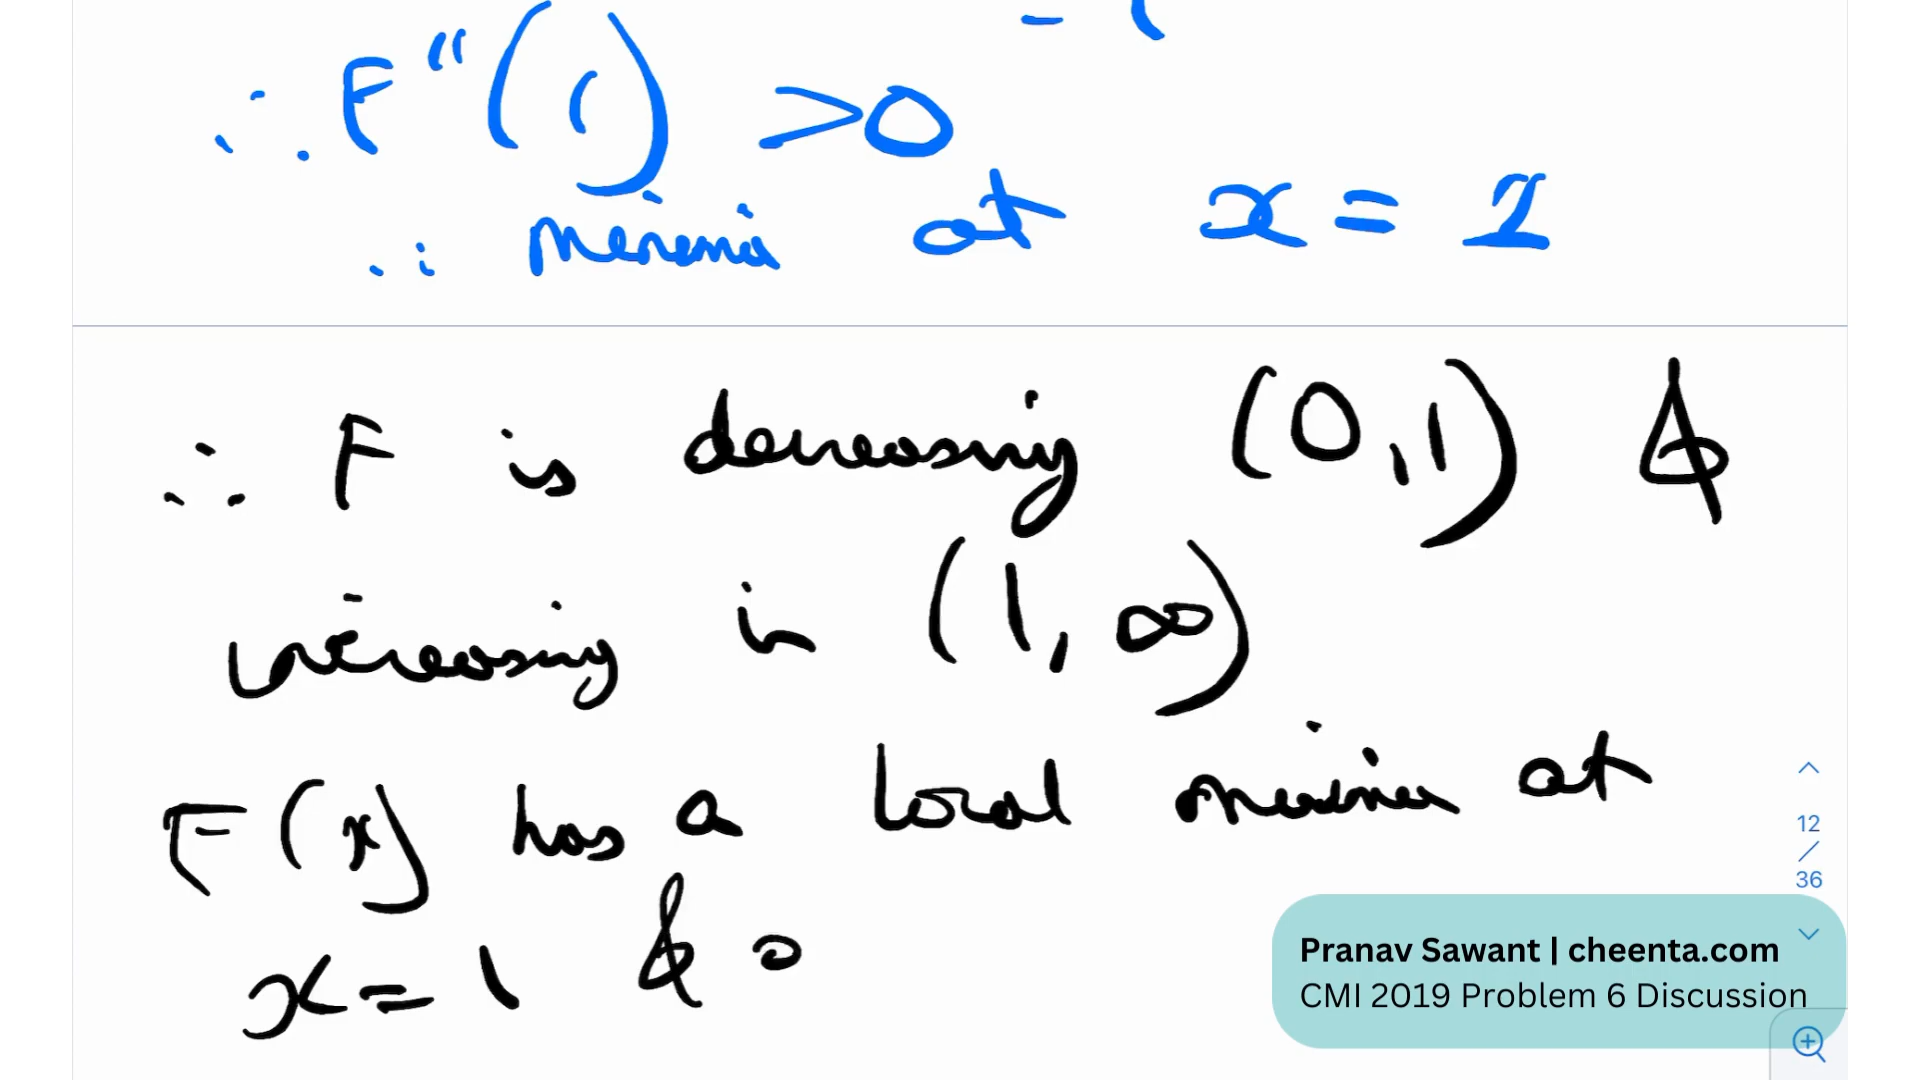 ∴ F"(1) >0
∴ minima at x = 1
∴ F is decreasing (0,1) &
increasing in (1, ∞)
F(x) has a local minima at
x = 1 &
12
/
36
Pranav Sawant | cheenta.com
CMI 2019 Problem 6 Discussion